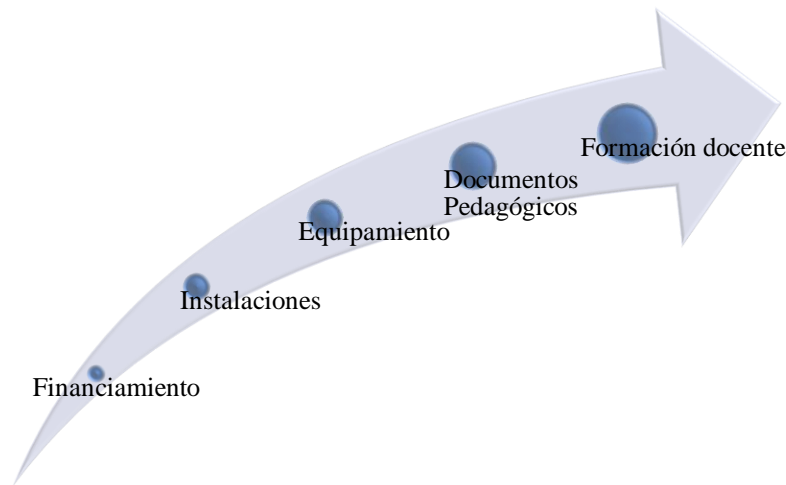 Formación docente
Documentos
Pedagógicos
Equipamiento
Instalaciones
Financiamiento